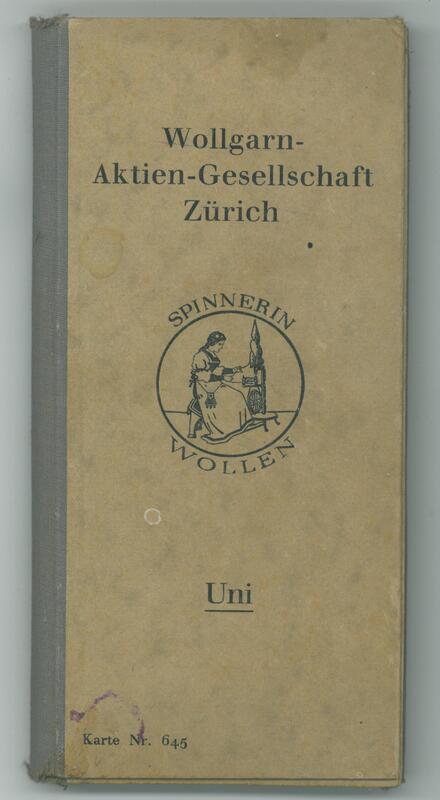 Wollgarn-
Aktien-Gesellschaft
Zürich
SPINNERIN
WOLLEN
Uni
Karte Nr. 645